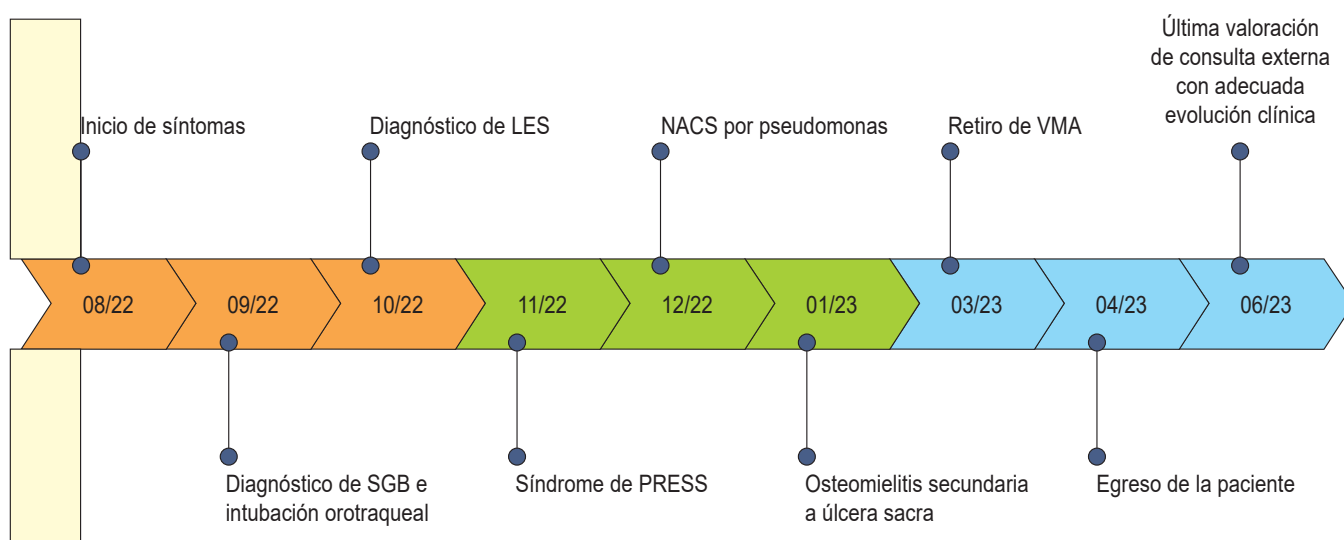 Última valoración
de consulta externa
con adecuada
evolución clínica
Inicio de síntomas
Diagnóstico de LES
NACS por pseudomonas
Retiro de VMA
08/22
09/22
10/22
11/22
12/22
01/23
03/23
04/23
06/23
Diagnóstico de SGB e
intubación orotraqueal
Síndrome de PRESS
Osteomielitis secundaria
a úlcera sacra
Egreso de la paciente